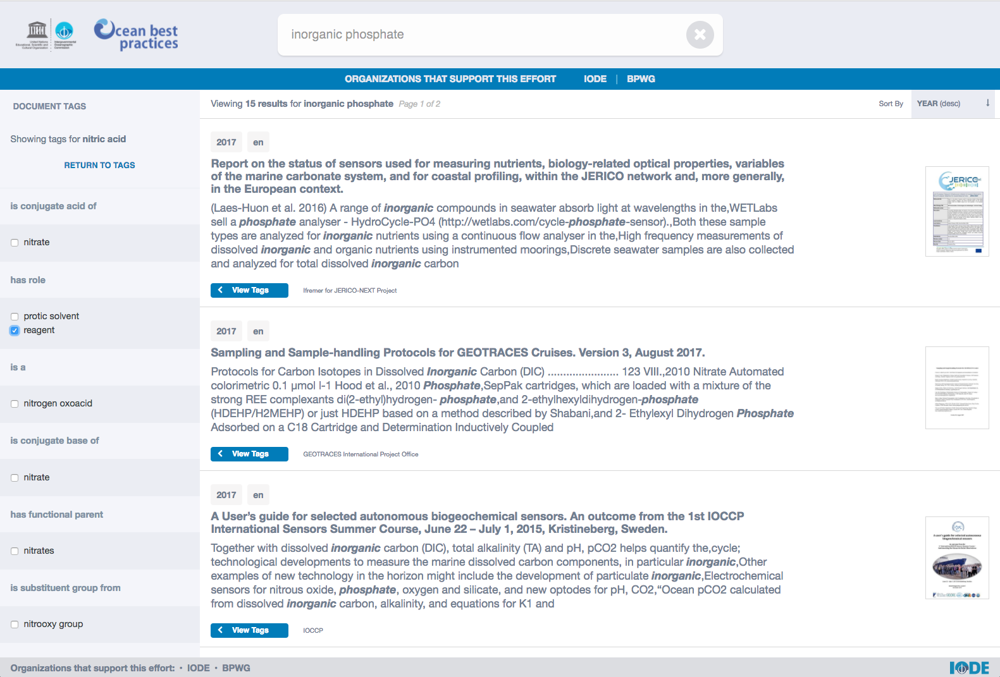 United Nations
Educational, Scientific and
Cultural Organization
Intergovernmental
Oceanographic
Commission
Ocean best
practices
inorganic phosphate
ORGANIZATIONS THAT SUPPORT THIS EFFORT IODE | BPWG
DOCUMENT TAGS
Showing tags for nitric acid
RETURN TO TAGS
is conjugate acid of
nitrate
has role
protic solvent
reagent
is a
nitrogen oxoacid
is conjugate base of
nitrate
has functional parent
nitrates
is substituent group from
nitrooxy group
Viewing 15 results for inorganic phosphate Page 1 of 2
Sort By YEAR (desc)
2017 en
Report on the status of sensors used for measuring nutrients, biology-related optical properties, variables
of the marine carbonate system, and for coastal profiling, within the JERICO network and, more generally,
in the European context.
(Laes-Huon et al. 2016) A range of inorganic compounds in seawater absorb light at wavelengths in the,WETLabs
sell a phosphate analyser - HydroCycle-PO4 (http://wetlabs.com/cycle-phosphate-sensor).,Both these sample
types are analyzed for inorganic nutrients using a continuous flow analyser in the,High frequency measurements of
dissolved inorganic and organic nutrients using instrumented moorings,Discrete seawater samples are also collected
and analyzed for total dissolved inorganic carbon
View Tags Ifremer for JERICO-NEXT Project
JERICO
2017 en
Sampling and Sample-handling Protocols for GEOTRACES Cruises. Version 3, August 2017.
Protocols for Carbon Isotopes in Dissolved Inorganic Carbon (DIC) ........................ 123 VIII.,2010 Nitrate Automated
colorimetric 0.1 µmol l-1 Hood et al., 2010 Phosphate,SepPak cartridges, which are loaded with a mixture of the
strong REE complexants di(2-ethyl)hydrogen- phosphate,and 2-ethylhexyldihydrogen-phosphate
(HDEHP/H2MEHP) or just HDEHP based on a method described by Shabani,and 2- Ethylexyl Dihydrogen Phosphate
Adsorbed on a C18 Cartridge and Determination Inductively Coupled
View Tags GEOTRACES International Project Office
2017 en
A User’s guide for selected autonomous biogeochemical sensors. An outcome from the 1st IOCCP
International Sensors Summer Course, June 22 – July 1, 2015, Kristineberg, Sweden.
Together with dissolved inorganic carbon (DIC), total alkalinity (TA) and pH, pCO2 helps quantify the,cycle;
technological developments to measure the marine dissolved carbon components, in particular inorganic,Other
examples of new technology in the horizon might include the development of particulate inorganic,Electrochemical
sensors for nitrous oxide, phosphate, oxygen and silicate, and new optodes for pH, CO2,“Ocean pCO2 calculated
from dissolved inorganic carbon, alkalinity, and equations for K1 and
View Tags IOCCP
A user's guide for selected autonomous
biogeochemical sensors
Organizations that support this effort: · IODE · BPWG
IODE